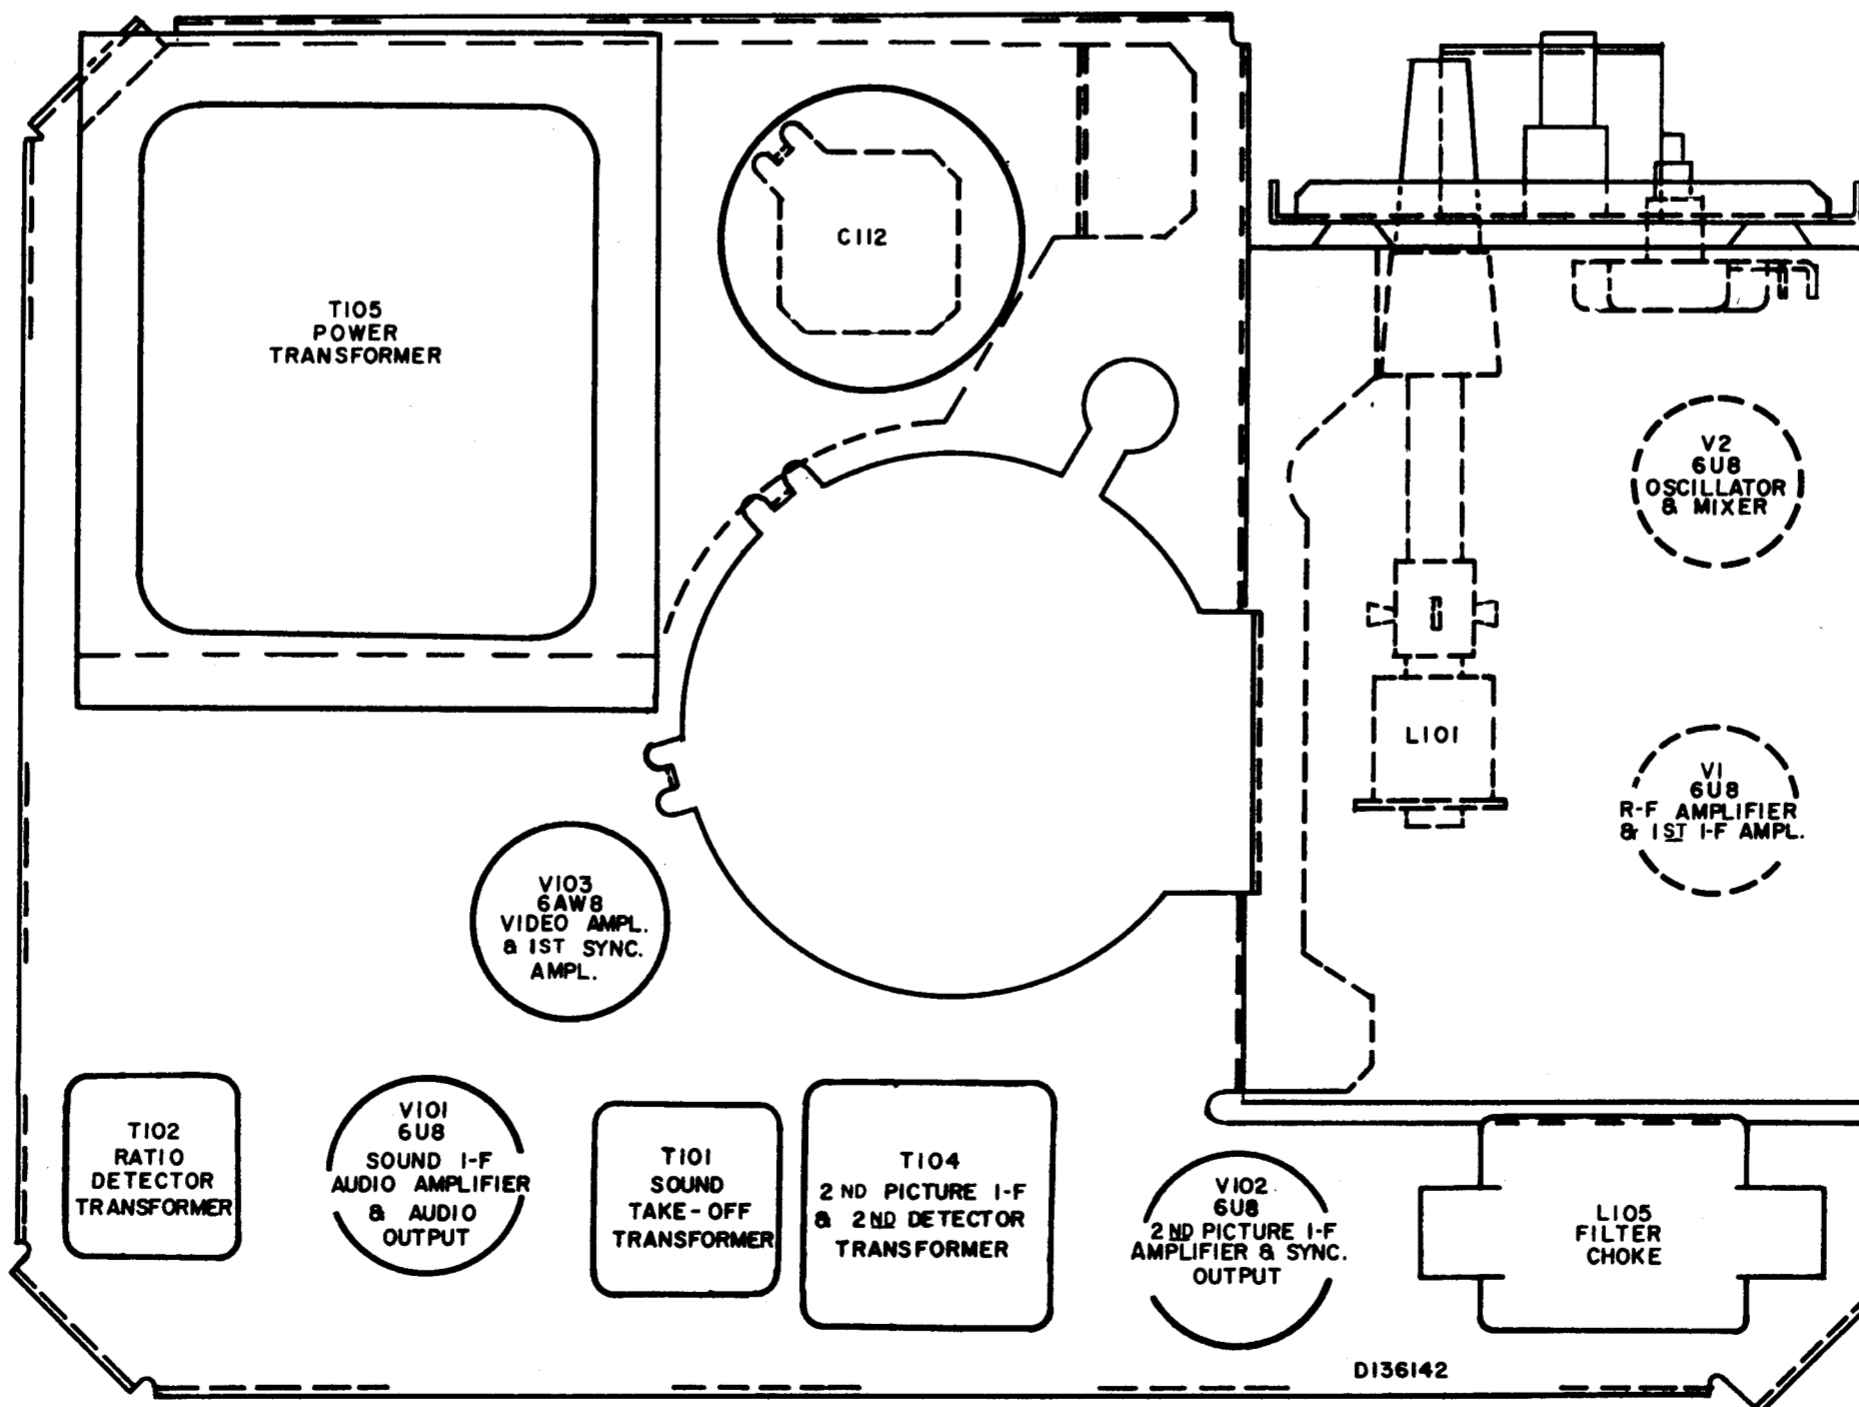 C112
T105
POWER
TRANSFORMER
V2
6U8
OSCILLATOR
& MIXER
L101
V1
6U8
R-F AMPLIFIER
& 1ST I-F AMPL.
V103
6AW8
VIDEO AMPL.
& 1ST SYNC.
AMPL.
T102
RATIO
DETECTOR
TRANSFORMER
V101
6U8
SOUND I-F
AUDIO AMPLIFIER
& AUDIO
OUTPUT
T101
SOUND
TAKE-OFF
TRANSFORMER
T104
2ND PICTURE I-F
& 2ND DETECTOR
TRANSFORMER
V102
6U8
2ND PICTURE I-F
AMPLIFIER & SYNC.
OUTPUT
L105
FILTER
CHOKE
D136142